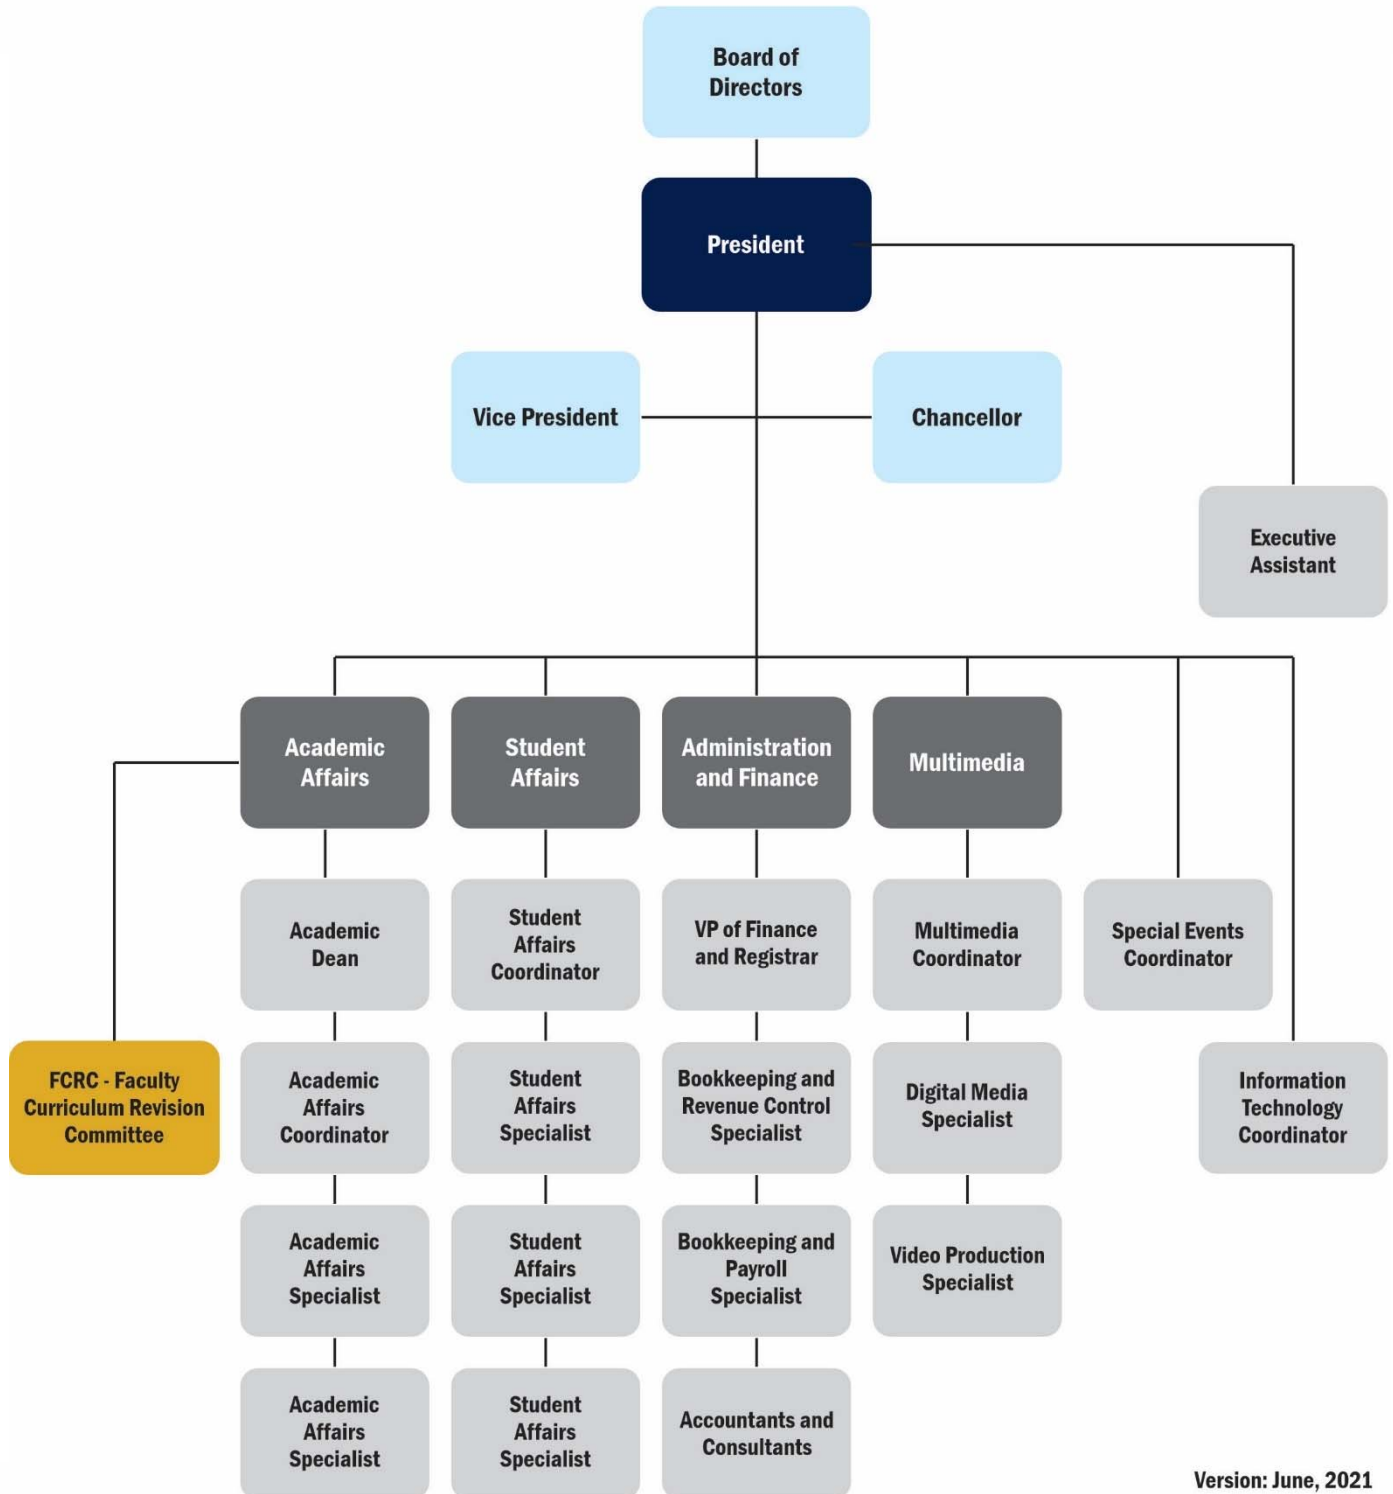 Board of
Directors
President
Vice President
Chancellor
Executive
Assistant
Academic
Affairs
Student
Affairs
Administration
and Finance
Multimedia
Academic
Dean
Student
Affairs
Coordinator
VP of Finance
and Registrar
Multimedia
Coordinator
Special Events
Coordinator
FCRC - Faculty
Curriculum Revision
Committee
Academic
Affairs
Coordinator
Student
Affairs
Specialist
Bookkeeping and
Revenue Control
Specialist
Digital Media
Specialist
Information
Technology
Coordinator
Academic
Affairs
Specialist
Student
Affairs
Specialist
Bookkeeping and
Payroll
Specialist
Video Production
Specialist
Academic
Affairs
Specialist
Student
Affairs
Specialist
Accountants and
Consultants
Version: June, 2021